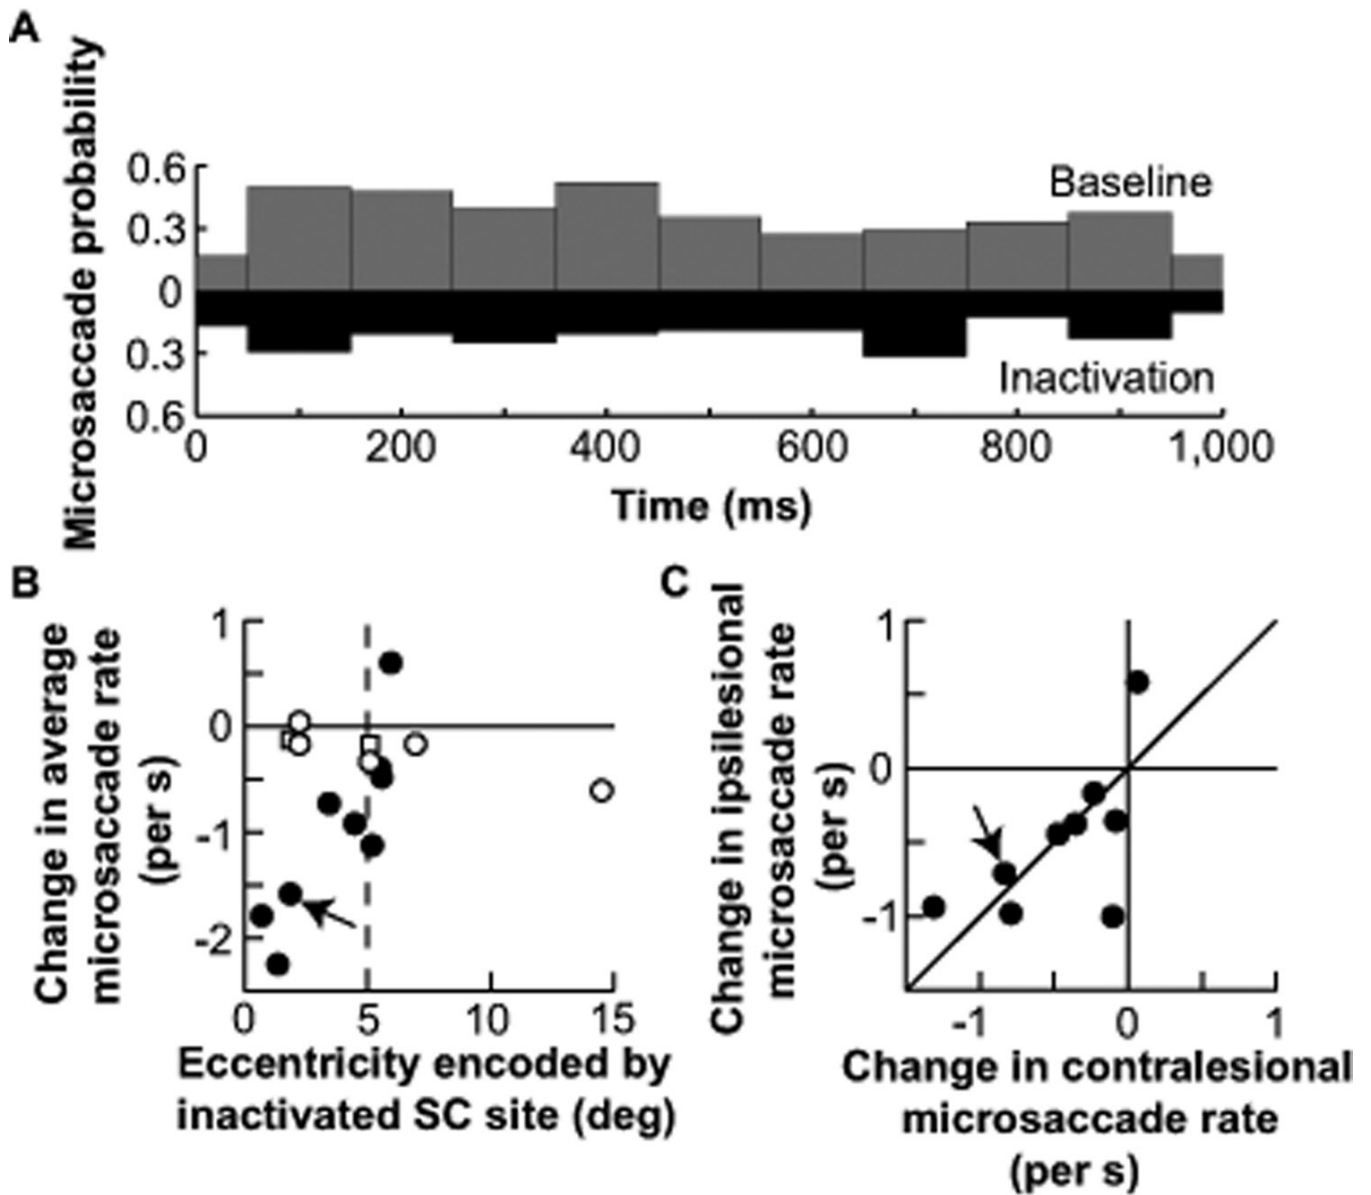 A
Microsaccade probability
0.6
0.3
0
0.3
0.6
Baseline
Inactivation
0
200
400
600
800
1,000
Time (ms)
B
Change in average
microsaccade rate
(per s)
1
0
-1
-2
0
5
10
15
Eccentricity encoded by
inactivated SC site (deg)
C
Change in ipsilesional
microsaccade rate
(per s)
1
0
-1
-1
0
1
Change in contralesional
microsaccade rate
(per s)